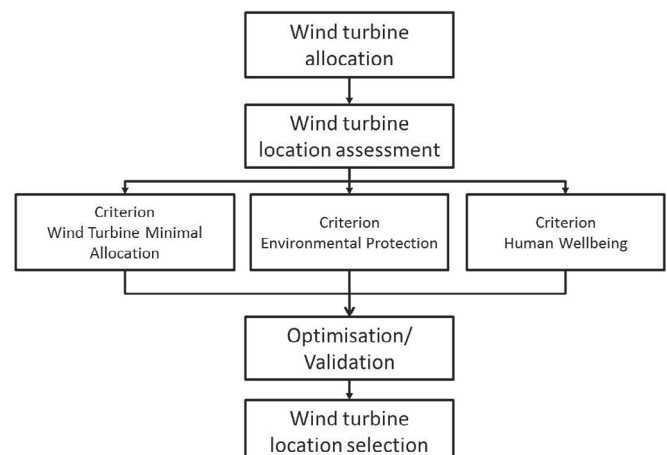 Wind turbine
allocation
Wind turbine
location assessment
Criterion
Wind Turbine Minimal
Allocation
Criterion
Environmental Protection
Criterion
Human Wellbeing
Optimisation/
Validation
Wind turbine
location selection